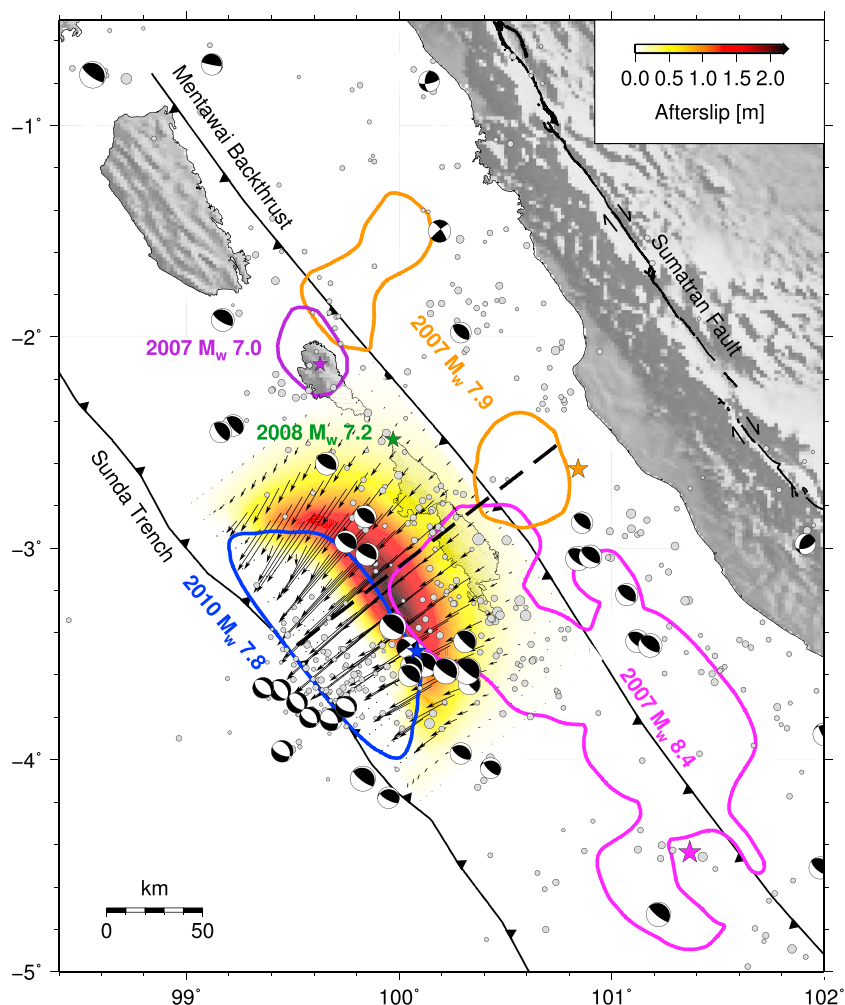 0.0 0.5 1.0 1.5 2.0
Afterslip [m]
Mentawai Backthrust
Sumatran Fault
2007 Mw 7.0
2007 Mw 7.9
2008 Mw 7.2
Sunda Trench
2010 Mw 7.8
2007 Mw 8.4
km
0 50
−1˚
−2˚
−3˚
−4˚
−5˚
99˚ 100˚ 101˚ 102˚